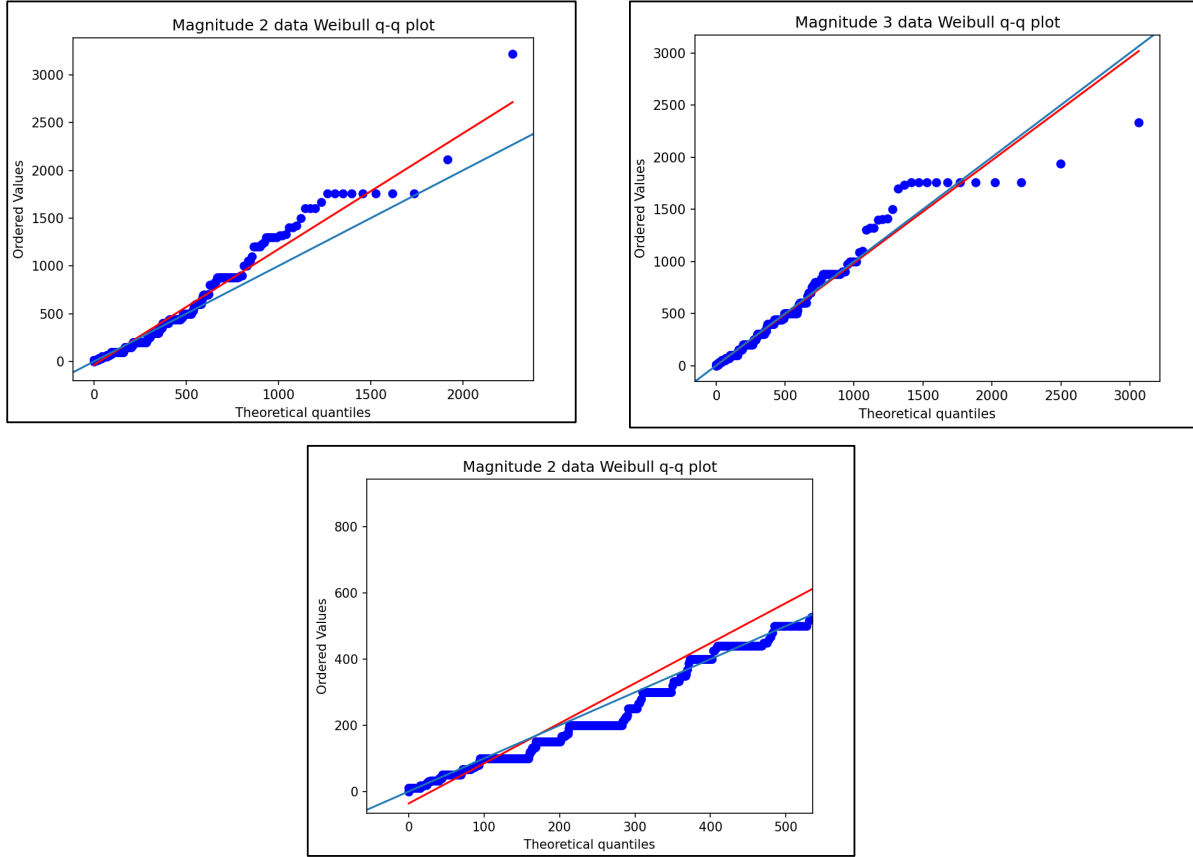 Magnitude 2 data Weibull q-q plot
3000
2500
2000
1500
1000
500
0
Ordered Values
0 500 1000 1500 2000
Theoretical quantiles
Magnitude 3 data Weibull q-q plot
3000
2500
2000
1500
1000
500
0
Ordered Values
0 500 1000 1500 2000 2500 3000
Theoretical quantiles
Magnitude 2 data Weibull q-q plot
800
600
400
200
0
Ordered Values
0 100 200 300 400 500
Theoretical quantiles